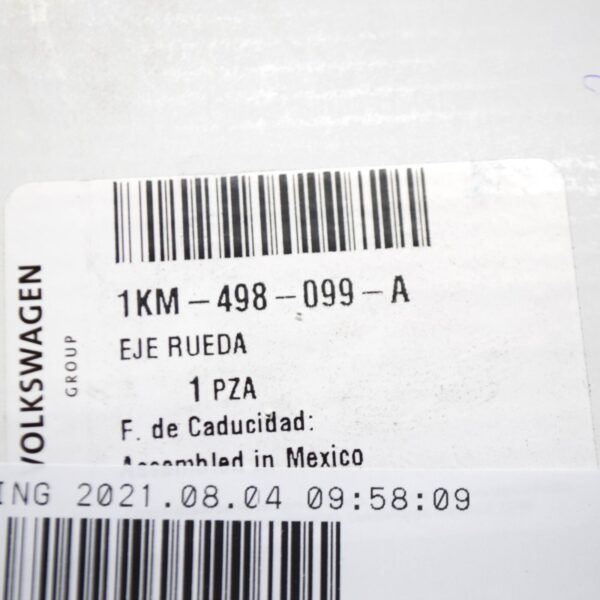 VOLKSWAGEN
GROUP
1KM-498-099-A
EJE RUEDA
1 PZA
F. de Caducidad:
Assembled in Mexico
ING 2021.08.04 09:58:09